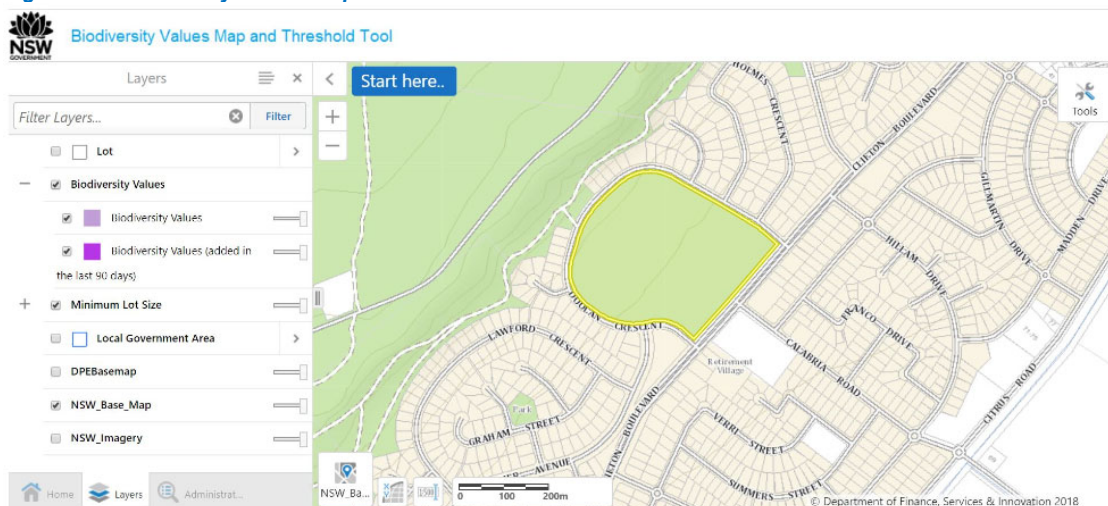 NSW
GOVERNMENT
Biodiversity Values Map and Threshold Tool
Layers
Filter Layers...
Filter
Lot
Biodiversity Values
Biodiversity Values
Biodiversity Values (added in
the last 90 days)
Minimum Lot Size
Local Government Area
DPEBasemap
NSW_Base_Map
NSW_Imagery
Home
Layers
Administrat...
Start here..
Tools
HOLMES CRESCENT
CLIFTON BOULEVARD
GILLMARTIN DRIVE
MADDEN DRIVE
HILLAM DRIVE
FRANCO DRIVE
DOOLAN CRESCENT
LAWFORD CRESCENT
Retirement
Village
CALABRIA ROAD
CITRUS ROAD
Park
GRAHAM STREET
BOULEVARD
VERRI STREET
AVENUE
SUMMERS STREET
NSW_Ba...
0 100 200m
© Department of Finance, Services & Innovation 2018